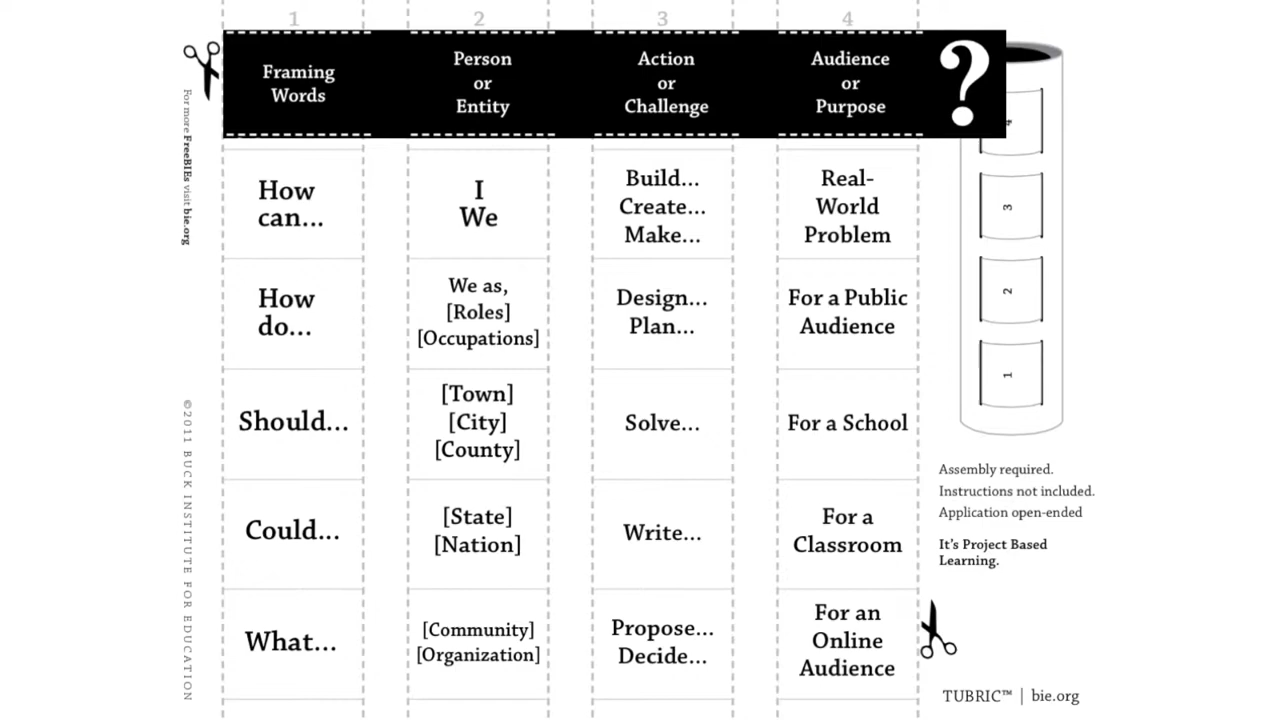 1
2
3
4
Framing
Words
Person
or
Entity
Action
or
Challenge
Audience
or
Purpose
?
How
can...
I
We
Build...
Create...
Make...
Real-
World
Problem
How
do...
We as,
[Roles]
[Occupations]
Design...
Plan...
For a Public
Audience
Should...
[Town]
[City]
[County]
Solve...
For a School
Could...
[State]
[Nation]
Write...
For a
Classroom
What...
[Community]
[Organization]
Propose...
Decide...
For an
Online
Audience
For more FreeBIEs visit bie.org
©2011 BUCK INSTITUTE FOR EDUCATION
4
3
2
1
Assembly required.
Instructions not included.
Application open-ended
It's Project Based
Learning.
TUBRIC™ | bie.org